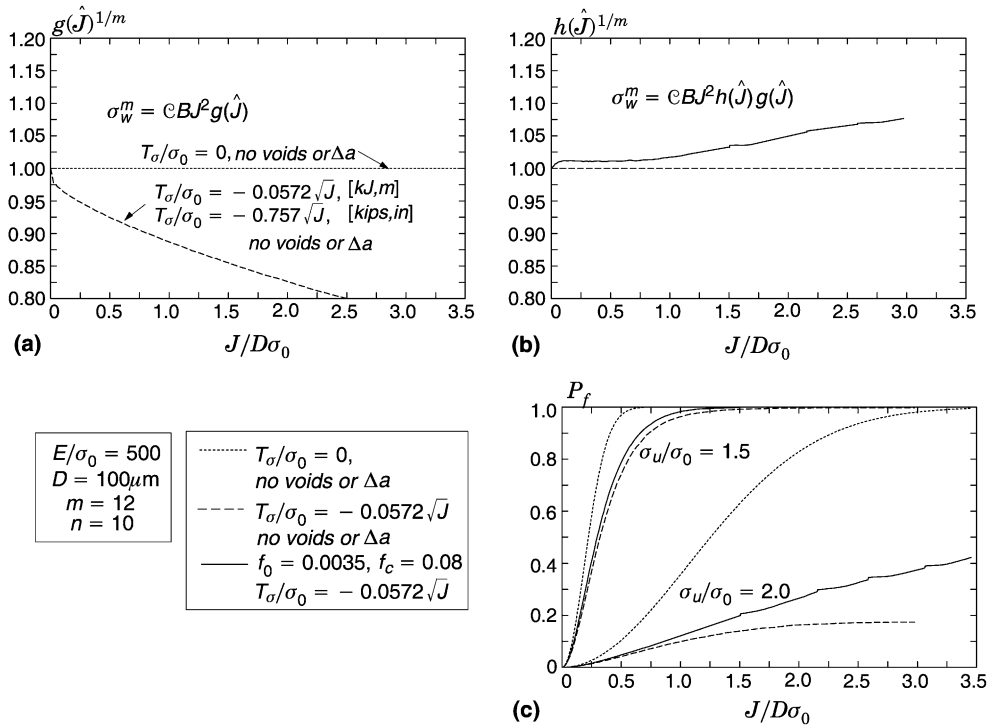 g(Ĵ)^{1/m}
1.20
1.15
1.10
1.05
1.00
0.95
0.90
0.85
0.80
σ_w^m = 𝒞BJ²g(Ĵ)
T_σ/σ_0 = 0, no voids or Δa
T_σ/σ_0 = − 0.0572√J, [kJ,m]
T_σ/σ_0 = − 0.757√J, [kips,in]
no voids or Δa
0 0.5 1.0 1.5 2.0 2.5 3.0 3.5
(a)
J/Dσ_0
h(Ĵ)^{1/m}
1.20
1.15
1.10
1.05
1.00
0.95
0.90
0.85
0.80
σ_w^m = 𝒞BJ²h(Ĵ)g(Ĵ)
0 0.5 1.0 1.5 2.0 2.5 3.0 3.5
(b)
J/Dσ_0
E/σ_0 = 500
D = 100μm
m = 12
n = 10
T_σ/σ_0 = 0,
no voids or Δa
T_σ/σ_0 = − 0.0572√J
no voids or Δa
f_0 = 0.0035, f_c = 0.08
T_σ/σ_0 = − 0.0572√J
P_f
1.0
0.8
0.6
0.4
0.2
0
σ_u/σ_0 = 1.5
σ_u/σ_0 = 2.0
0 0.5 1.0 1.5 2.0 2.5 3.0 3.5
(c)
J/Dσ_0